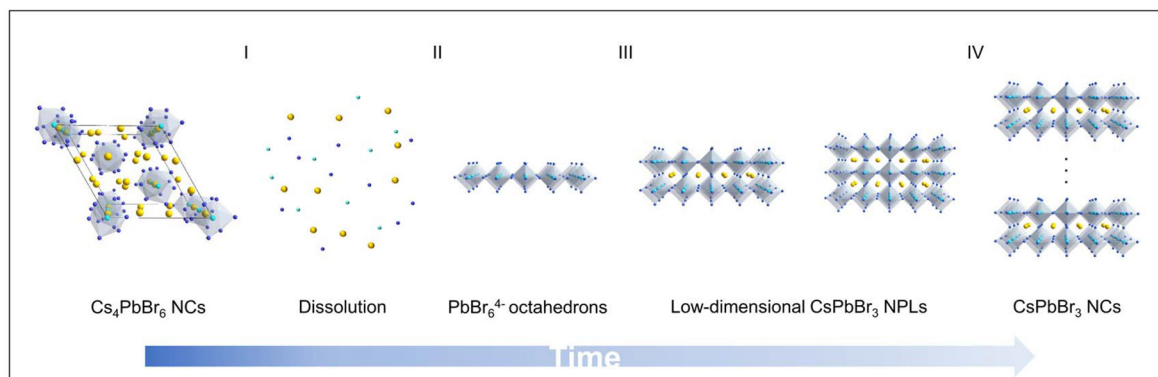 I II III IV
Cs₄PbBr₆ NCs Dissolution PbBr₆⁴⁻ octahedrons Low-dimensional CsPbBr₃ NPLs CsPbBr₃ NCs
Time